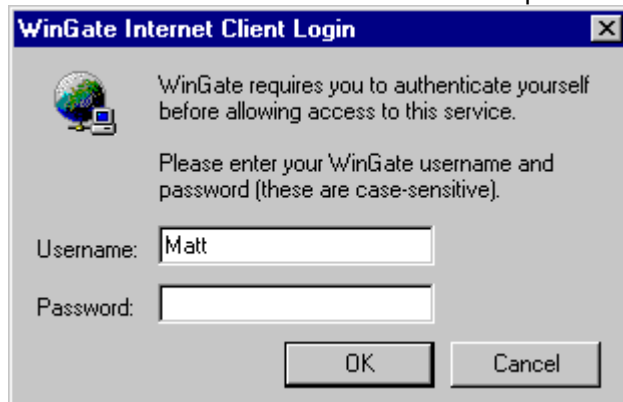 WinGate Internet Client Login
WinGate requires you to authenticate yourself
before allowing access to this service.
Please enter your WinGate username and
password (these are case-sensitive).
Username: Matt
Password:
OK Cancel